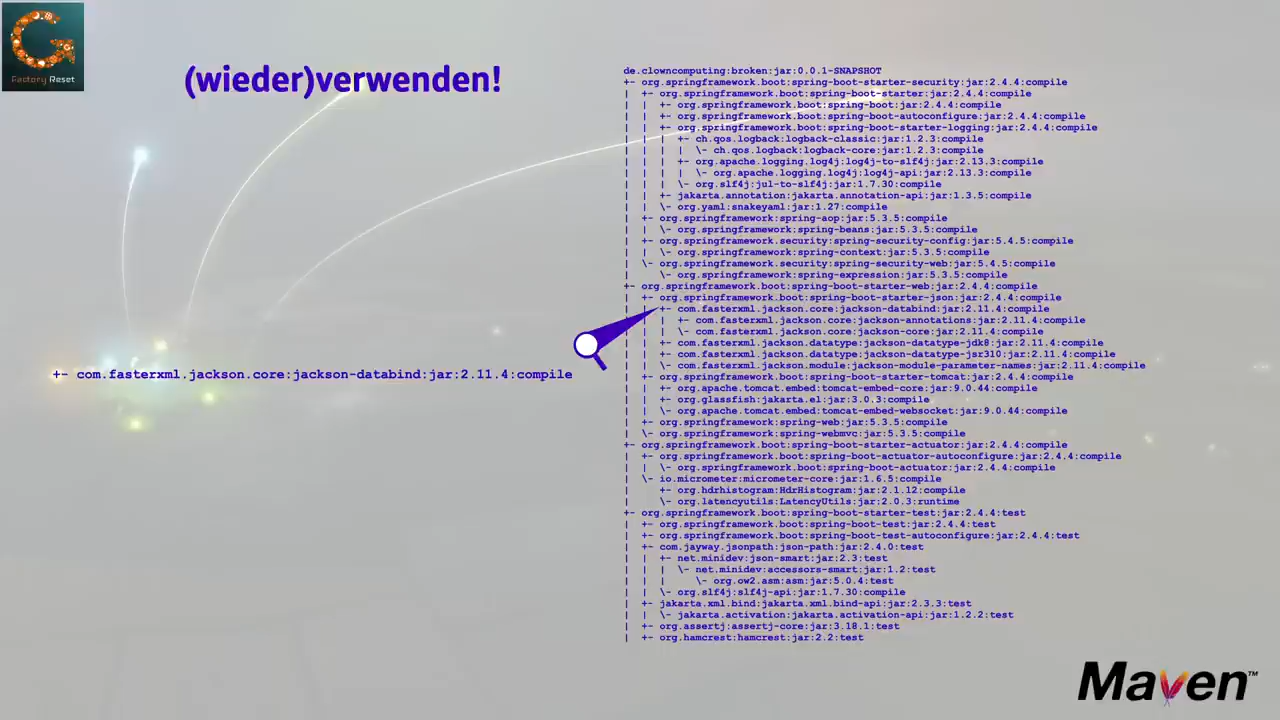 Factory Reset
(wieder)verwenden!
+- com.fasterxml.jackson.core:jackson-databind:jar:2.11.4:compile
de.clowncomputing:broken:jar:0.0.1-SNAPSHOT
+- org.springframework.boot:spring-boot-starter-security:jar:2.4.4:compile
|  +- org.springframework.boot:spring-boot-starter:jar:2.4.4:compile
|  |  +- org.springframework.boot:spring-boot:jar:2.4.4:compile
|  |  +- org.springframework.boot:spring-boot-autoconfigure:jar:2.4.4:compile
|  |  +- org.springframework.boot:spring-boot-starter-logging:jar:2.4.4:compile
|  |  |  +- ch.qos.logback:logback-classic:jar:1.2.3:compile
|  |  |  |  \- ch.qos.logback:logback-core:jar:1.2.3:compile
|  |  |  +- org.apache.logging.log4j:log4j-to-slf4j:jar:2.13.3:compile
|  |  |  |  \- org.apache.logging.log4j:log4j-api:jar:2.13.3:compile
|  |  |  \- org.slf4j:jul-to-slf4j:jar:1.7.30:compile
|  |  +- jakarta.annotation:jakarta.annotation-api:jar:1.3.5:compile
|  |  \- org.yaml:snakeyaml:jar:1.27:compile
|  +- org.springframework:spring-aop:jar:5.3.5:compile
|  |  \- org.springframework:spring-beans:jar:5.3.5:compile
|  +- org.springframework.security:spring-security-config:jar:5.4.5:compile
|  |  \- org.springframework:spring-context:jar:5.3.5:compile
|  \- org.springframework.security:spring-security-web:jar:5.4.5:compile
|     \- org.springframework:spring-expression:jar:5.3.5:compile
+- org.springframework.boot:spring-boot-starter-web:jar:2.4.4:compile
|  +- org.springframework.boot:spring-boot-starter-json:jar:2.4.4:compile
|  |  +- com.fasterxml.jackson.core:jackson-databind:jar:2.11.4:compile
|  |  |  +- com.fasterxml.jackson.core:jackson-annotations:jar:2.11.4:compile
|  |  |  \- com.fasterxml.jackson.core:jackson-core:jar:2.11.4:compile
|  |  +- com.fasterxml.jackson.datatype:jackson-datatype-jdk8:jar:2.11.4:compile
|  |  +- com.fasterxml.jackson.datatype:jackson-datatype-jsr310:jar:2.11.4:compile
|  |  \- com.fasterxml.jackson.module:jackson-module-parameter-names:jar:2.11.4:compile
|  +- org.springframework.boot:spring-boot-starter-tomcat:jar:2.4.4:compile
|  |  +- org.apache.tomcat.embed:tomcat-embed-core:jar:9.0.44:compile
|  |  +- org.glassfish:jakarta.el:jar:3.0.3:compile
|  |  \- org.apache.tomcat.embed:tomcat-embed-websocket:jar:9.0.44:compile
|  +- org.springframework:spring-web:jar:5.3.5:compile
|  \- org.springframework:spring-webmvc:jar:5.3.5:compile
+- org.springframework.boot:spring-boot-starter-actuator:jar:2.4.4:compile
|  +- org.springframework.boot:spring-boot-actuator-autoconfigure:jar:2.4.4:compile
|  |  \- org.springframework.boot:spring-boot-actuator:jar:2.4.4:compile
|  \- io.micrometer:micrometer-core:jar:1.6.5:compile
|     +- org.hdrhistogram:HdrHistogram:jar:2.1.12:compile
|     \- org.latencyutils:LatencyUtils:jar:2.0.3:runtime
+- org.springframework.boot:spring-boot-starter-test:jar:2.4.4:test
|  +- org.springframework.boot:spring-boot-test:jar:2.4.4:test
|  +- org.springframework.boot:spring-boot-test-autoconfigure:jar:2.4.4:test
|  +- com.jayway.jsonpath:json-path:jar:2.4.0:test
|  |  +- net.minidev:json-smart:jar:2.3:test
|  |  |  \- net.minidev:accessors-smart:jar:1.2:test
|  |  |     \- org.ow2.asm:asm:jar:5.0.4:test
|  |  \- org.slf4j:slf4j-api:jar:1.7.30:compile
|  +- jakarta.xml.bind:jakarta.xml.bind-api:jar:2.3.3:test
|  |  \- jakarta.activation:jakarta.activation-api:jar:1.2.2:test
|  +- org.assertj:assertj-core:jar:3.18.1:test
|  +- org.hamcrest:hamcrest:jar:2.2:test
Maven™